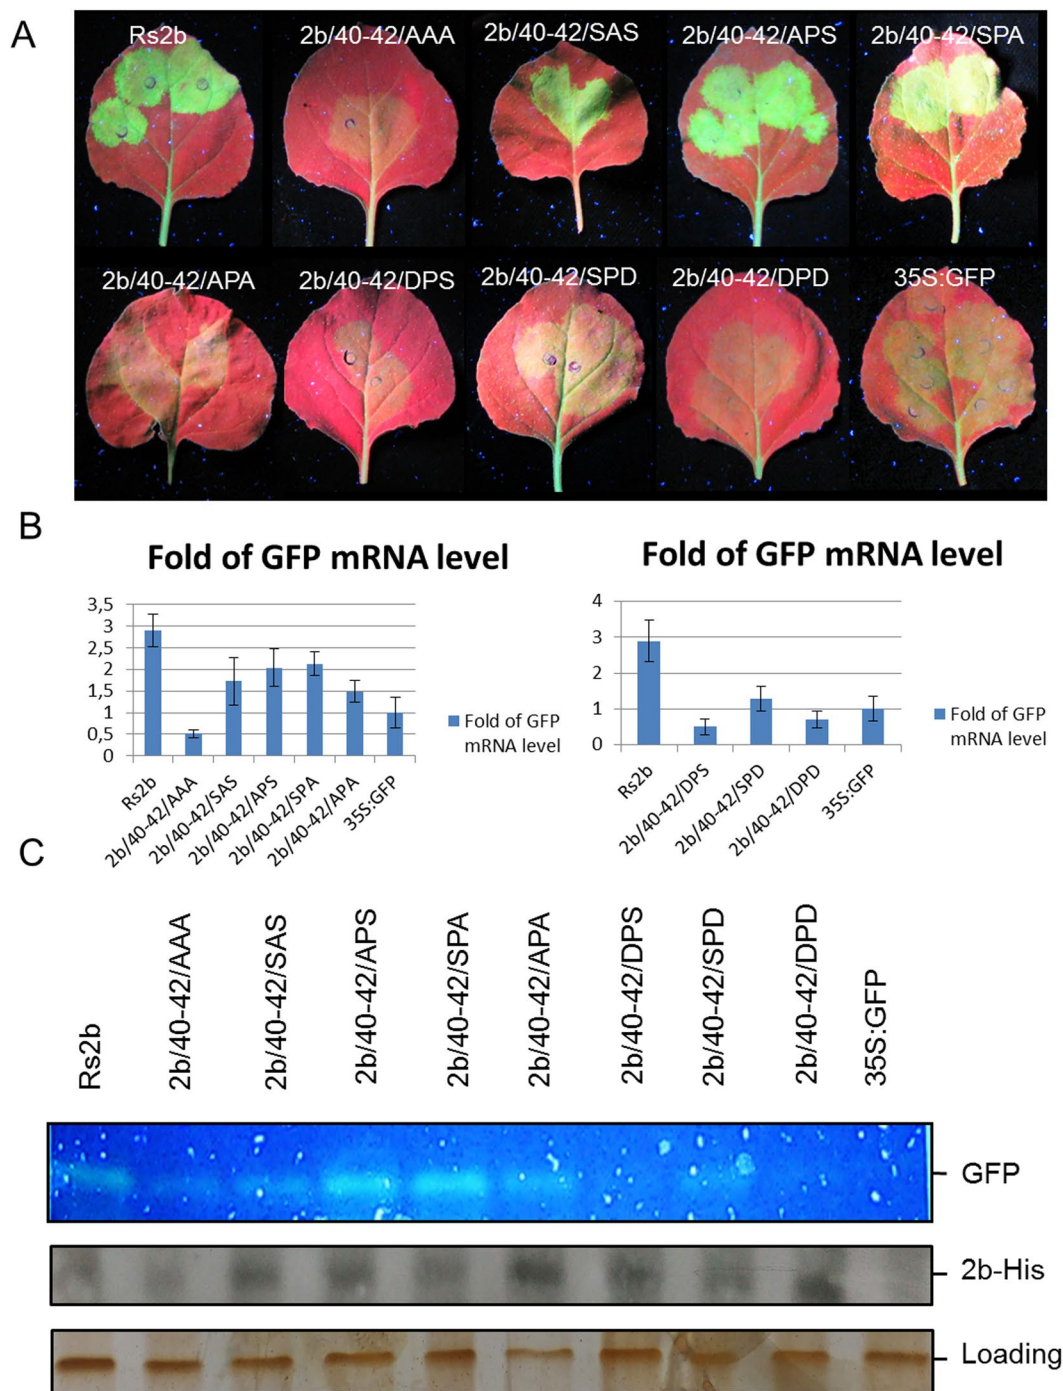 A
Rs2b
2b/40-42/AAA
2b/40-42/SAS
2b/40-42/APS
2b/40-42/SPA
2b/40-42/APA
2b/40-42/DPS
2b/40-42/SPD
2b/40-42/DPD
35S:GFP
B
Fold of GFP mRNA level
3,5
3
2,5
2
1,5
1
0,5
0
Rs2b
2b/40-42/AAA
2b/40-42/SAS
2b/40-42/APS
2b/40-42/SPA
2b/40-42/APA
35S:GFP
Fold of GFP
mRNA level
Fold of GFP mRNA level
4
3
2
1
0
Rs2b
2b/40-42/DPS
2b/40-42/SPD
2b/40-42/DPD
35S:GFP
Fold of GFP
mRNA level
C
Rs2b
2b/40-42/AAA
2b/40-42/SAS
2b/40-42/APS
2b/40-42/SPA
2b/40-42/APA
2b/40-42/DPS
2b/40-42/SPD
2b/40-42/DPD
35S:GFP
GFP
2b-His
Loading